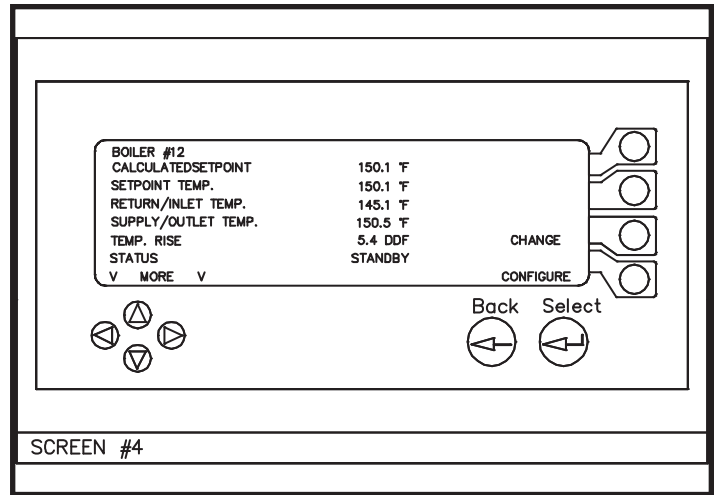 BOILER #12
CALCULATEDSETPOINT 150.1 °F
SETPOINT TEMP. 150.1 °F
RETURN/INLET TEMP. 145.1 °F
SUPPLY/OUTLET TEMP. 150.5 °F
TEMP. RISE 5.4 DDF CHANGE
STATUS STANDBY
V MORE V CONFIGURE
Back Select
SCREEN #4